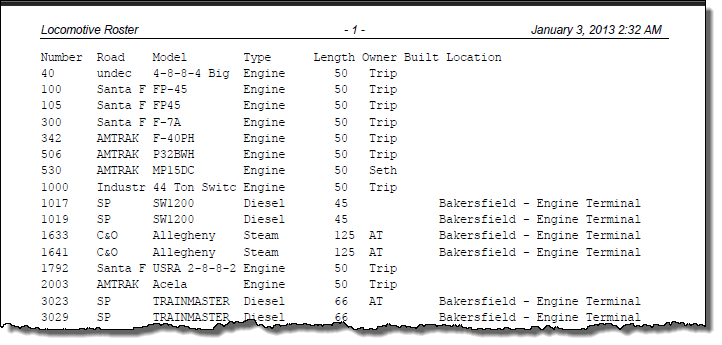 Locomotive Roster - 1 - January 3, 2013 2:32 AM
Number Road Model Type Length Owner Built Location
40 undec 4-8-8-4 Big Engine 50 Trip
100 Santa F FP-45 Engine 50 Trip
105 Santa F FP45 Engine 50 Trip
300 Santa F F-7A Engine 50 Trip
342 AMTRAK F-40PH Engine 50 Trip
506 AMTRAK P32BWH Engine 50 Trip
530 AMTRAK MP15DC Engine 50 Seth
1000 Industr 44 Ton Switc Engine 50 Trip
1017 SP SW1200 Diesel 45 Bakersfield - Engine Terminal
1019 SP SW1200 Diesel 45 Bakersfield - Engine Terminal
1633 C&O Allegheny Steam 125 AT Bakersfield - Engine Terminal
1641 C&O Allegheny Steam 125 AT Bakersfield - Engine Terminal
1792 Santa F USRA 2-8-8-2 Engine 50 Trip
2003 AMTRAK Acela Engine 50 Trip
3023 SP TRAINMASTER Diesel 66 AT Bakersfield - Engine Terminal
3029 SP TRAINMASTER Diesel 66 Bakersfield - Engine Terminal